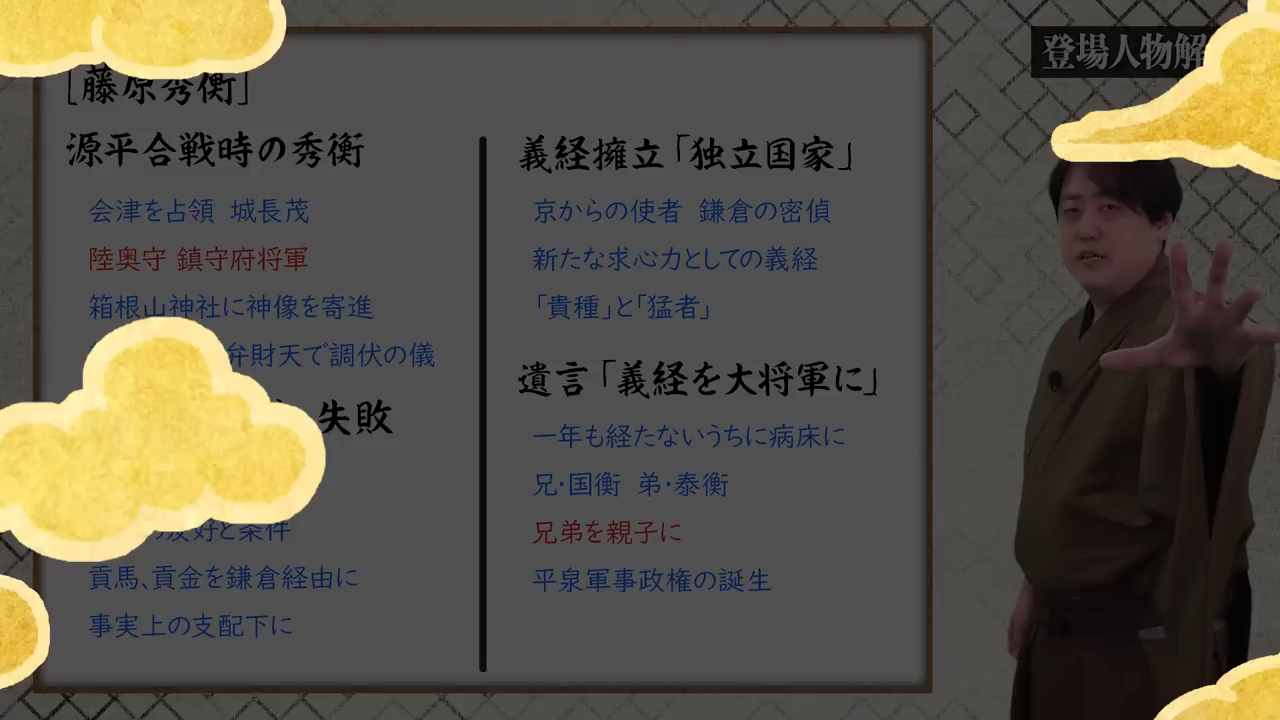 [藤原秀衡]
源平合戦時の秀衡
会津を占領 城長茂
陸奥守 鎮守府将軍
箱根山神社に神像を寄進
弁財天で調伏の儀
失敗
友好と条件
貢馬、貢金を鎌倉経由に
事実上の支配下に
義経擁立「独立国家」
京からの使者 鎌倉の密偵
新たな求心力としての義経
「貴種」と「猛者」
遺言「義経を大将軍に」
一年も経たないうちに病床に
兄・国衡 弟・泰衡
兄弟を親子に
平泉軍事政権の誕生
登場人物解